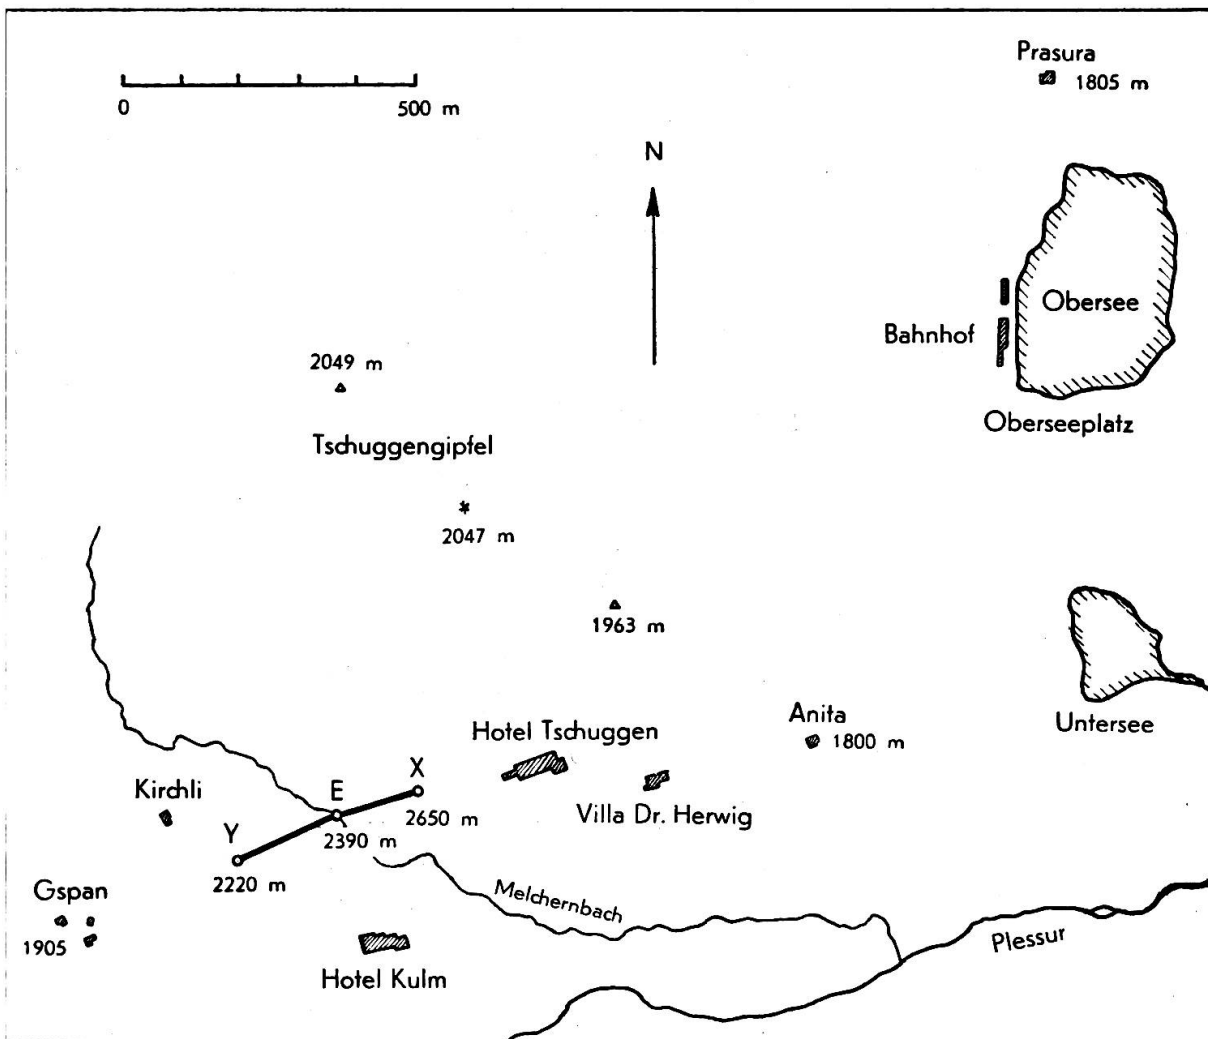 Prasura
1805 m
0 500 m
N
Obersee
Bahnhof
2049 m
Oberseeplatz
Tschuggengipfel
2047 m
1963 m
Anita
1800 m
Untersee
Hotel Tschuggen
Kirchli
E
X
Villa Dr. Herwig
Y
2650 m
2390 m
2220 m
Gspan
1905
Melchernbach
Plessur
Hotel Kulm